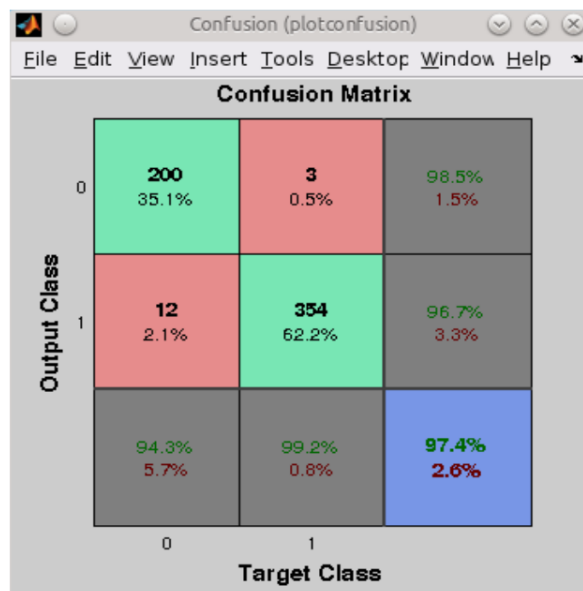 Confusion (plotconfusion)
File Edit View Insert Tools Desktop Window Help
Confusion Matrix
200 3 98.5%
0
35.1% 0.5% 1.5%
12 354 96.7%
1
2.1% 62.2% 3.3%
94.3% 99.2% 97.4%
5.7% 0.8% 2.6%
Output Class
0 1
Target Class